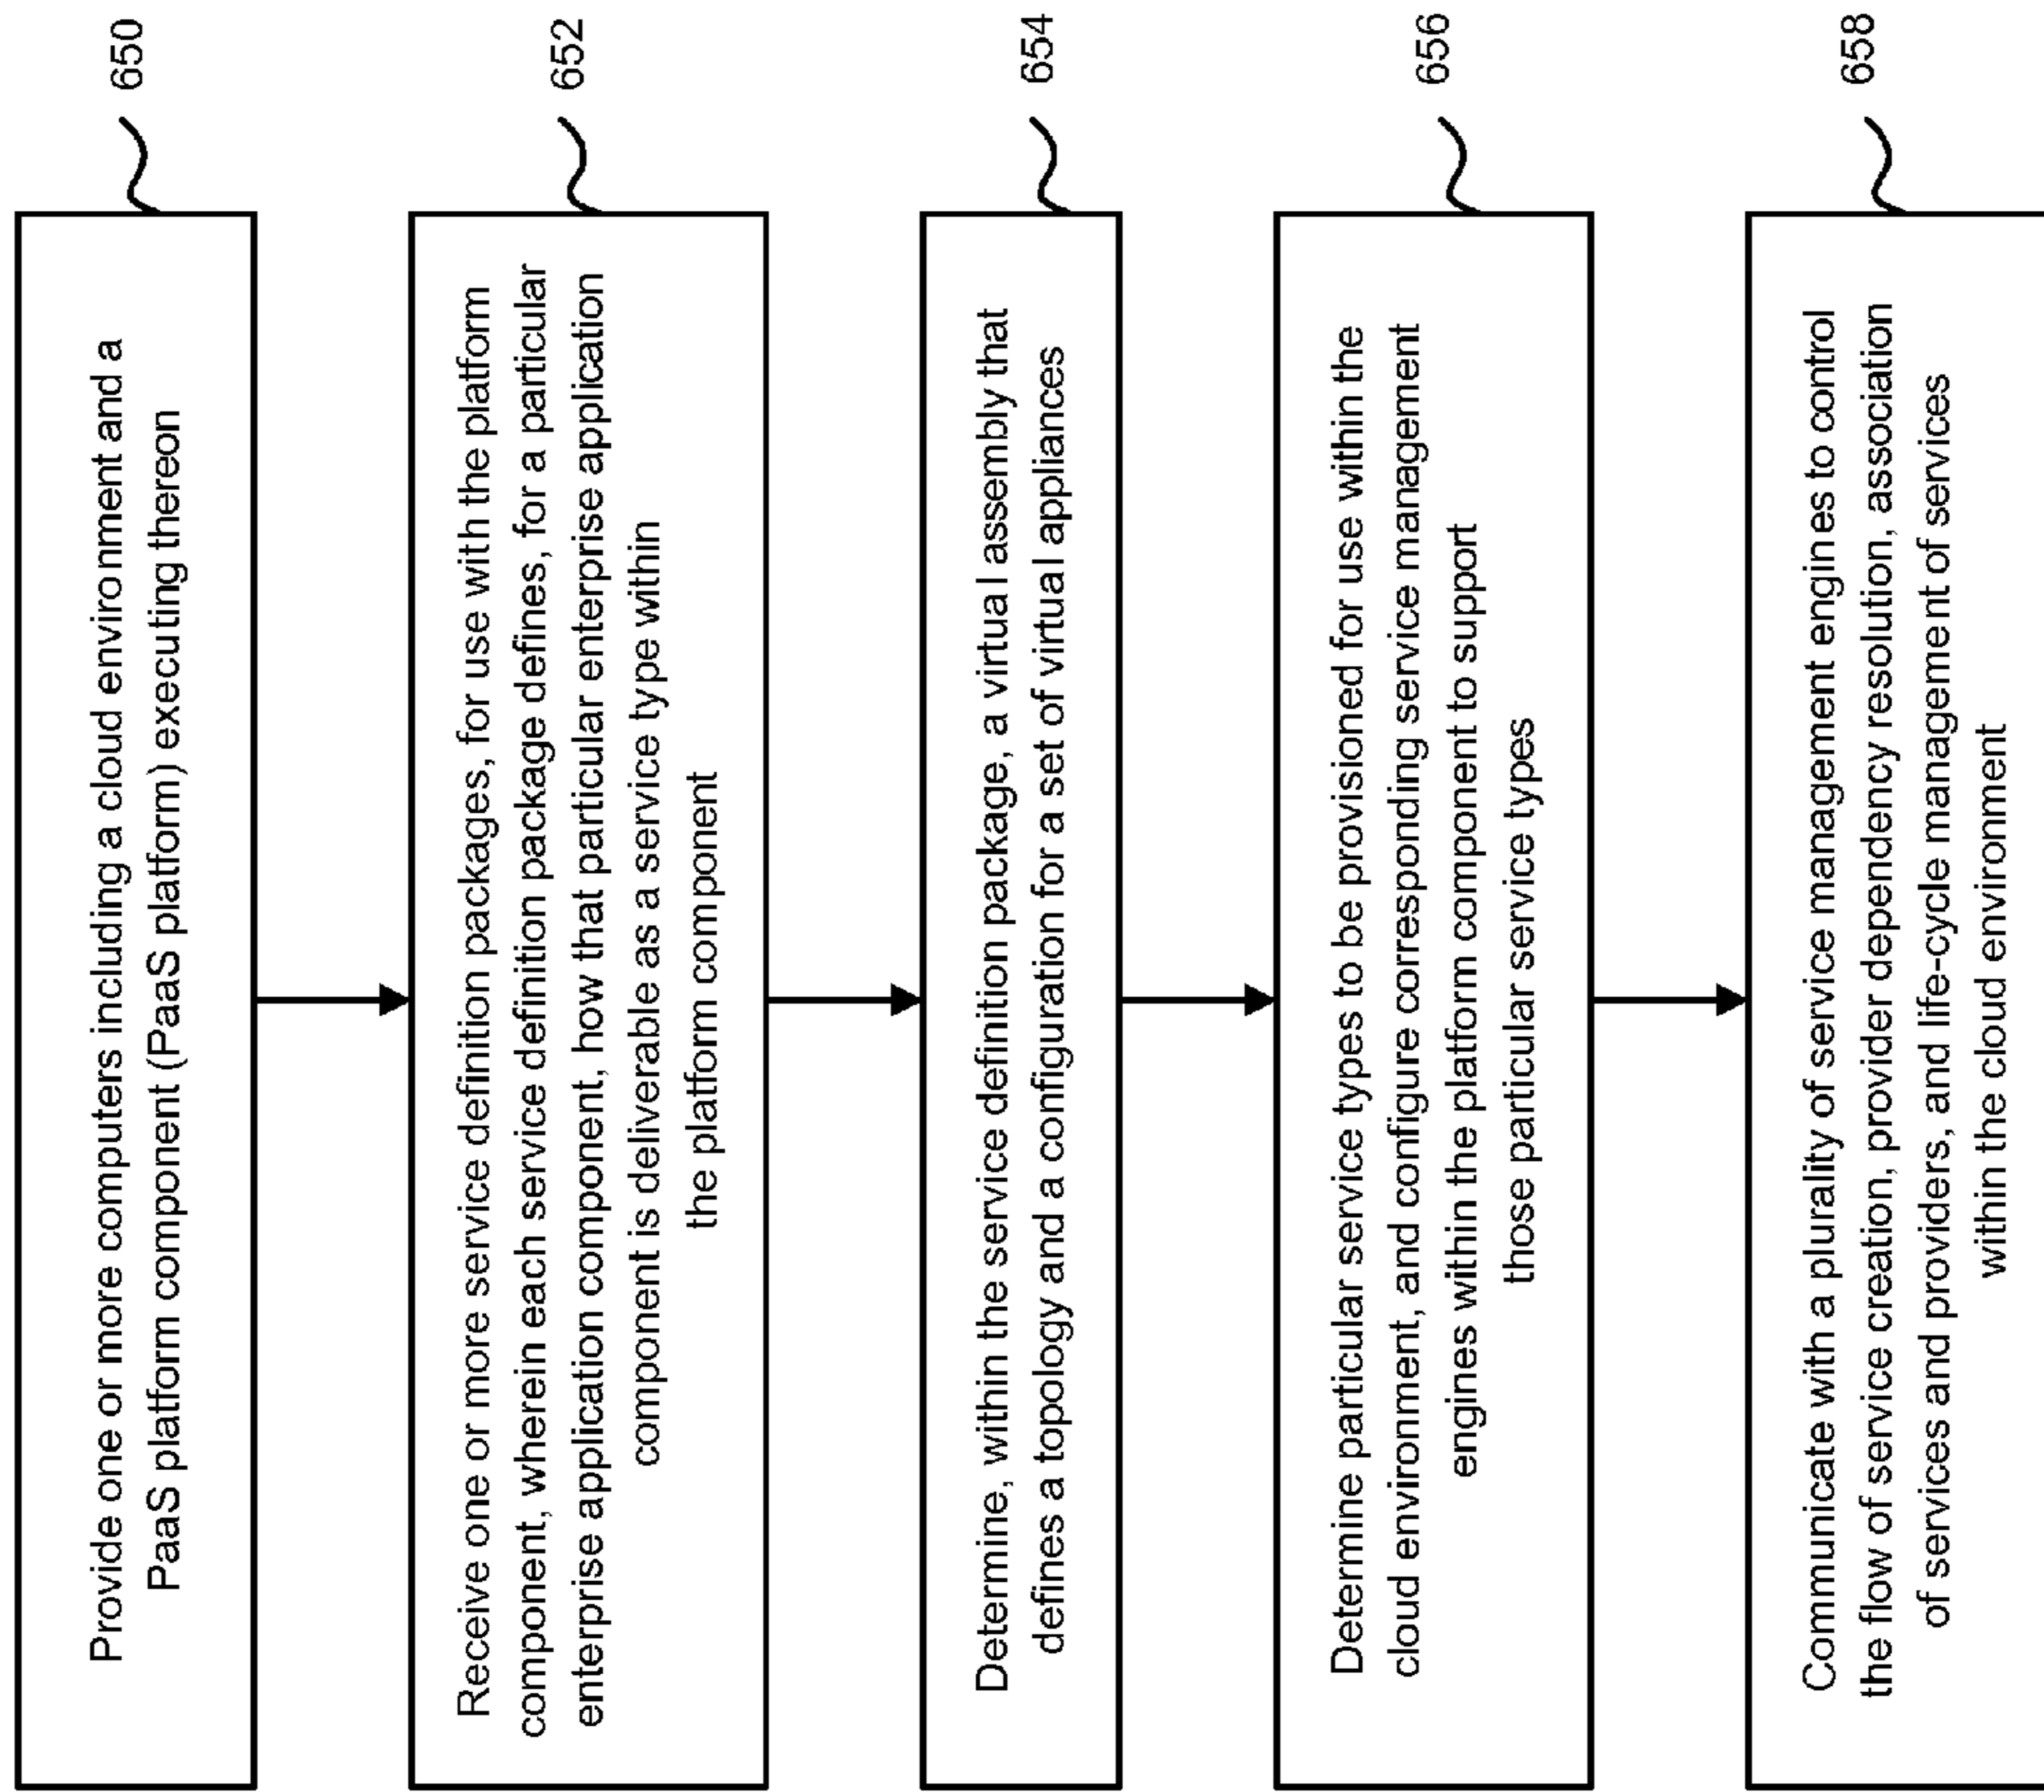 Provide one or more computers including a cloud environment and a
PaaS platform component (PaaS platform) executing thereon
650
Receive one or more service definition packages, for use with the platform
component, wherein each service definition package defines, for a particular
enterprise application component, how that particular enterprise application
component is deliverable as a service type within
the platform component
652
Determine, within the service definition package, a virtual assembly that
defines a topology and a configuration for a set of virtual appliances
654
Determine particular service types to be provisioned for use within the
cloud environment, and configure corresponding service management
engines within the platform component to support
those particular service types
656
Communicate with a plurality of service management engines to control
the flow of service creation, provider dependency resolution, association
of services and providers, and life-cycle management of services
within the cloud environment
658